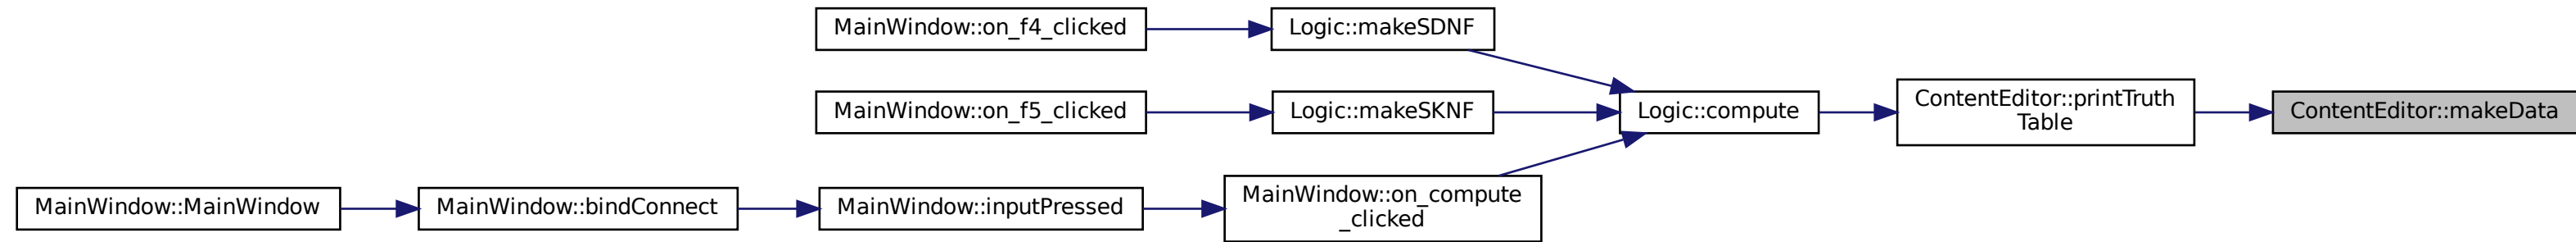 MainWindow::on_f4_clicked
Logic::makeSDNF
MainWindow::on_f5_clicked
Logic::makeSKNF
Logic::compute
ContentEditor::printTruth
Table
ContentEditor::makeData
MainWindow::MainWindow
MainWindow::bindConnect
MainWindow::inputPressed
MainWindow::on_compute
_clicked